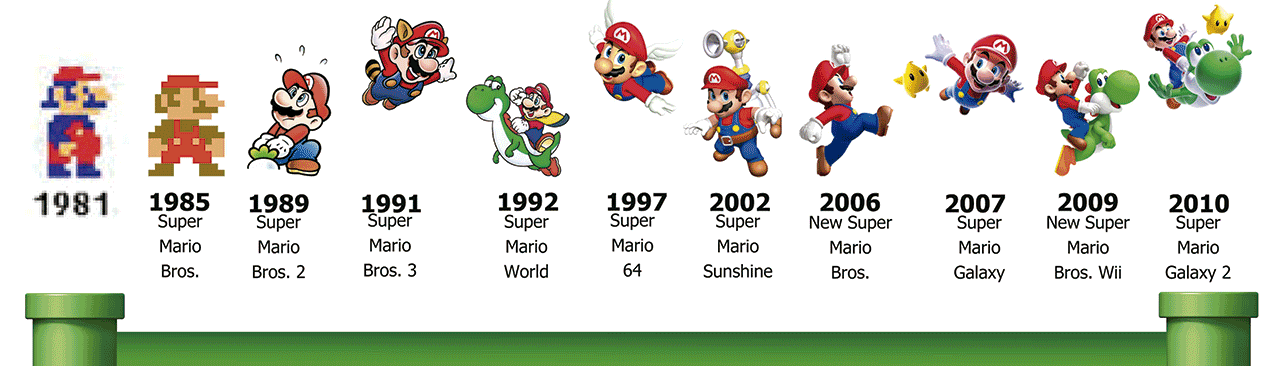 1981
1985
Super
Mario
Bros.
1989
Super
Mario
Bros. 2
1991
Super
Mario
Bros. 3
1992
Super
Mario
World
1997
Super
Mario
64
2002
Super
Mario
Sunshine
2006
New Super
Mario
Bros.
2007
Super
Mario
Galaxy
2009
New Super
Mario
Bros. Wii
2010
Super
Mario
Galaxy 2